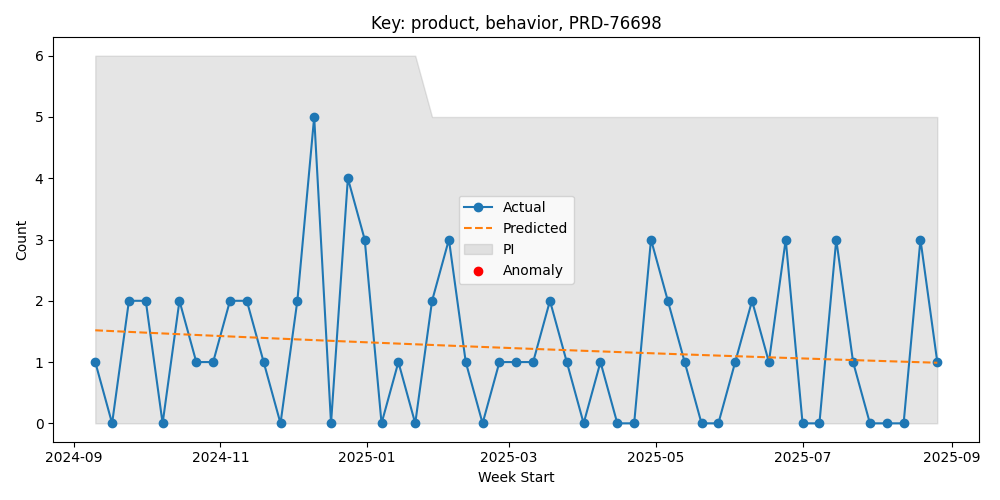 Key: product, behavior, PRD-76698
Count
6
5
4
3
2
1
0
Actual
Predicted
PI
Anomaly
2024-09 2024-11 2025-01 2025-03 2025-05 2025-07 2025-09
Week Start